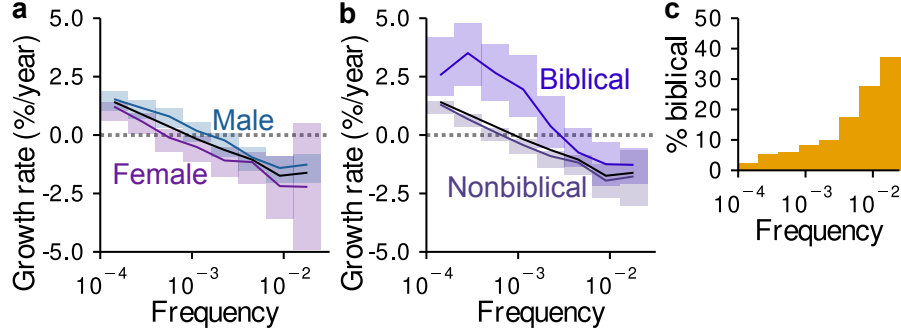 a
Growth rate (%/year)
5.0
2.5
0.0
-2.5
-5.0
Male
Female
10⁻⁴
10⁻³
10⁻²
Frequency
b
Growth rate (%/year)
5.0
2.5
0.0
-2.5
-5.0
Biblical
Nonbiblical
10⁻⁴
10⁻³
10⁻²
Frequency
c
% biblical
50
40
30
20
10
0
10⁻⁴
10⁻³
10⁻²
Frequency